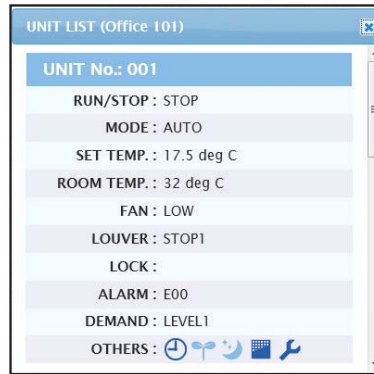 UNIT LIST (Office 101)
UNIT No.: 001
RUN/STOP : STOP
MODE : AUTO
SET TEMP. : 17.5 deg C
ROOM TEMP. : 32 deg C
FAN : LOW
LOUVER : STOP1
LOCK :
ALARM : E00
DEMAND : LEVEL1
OTHERS :